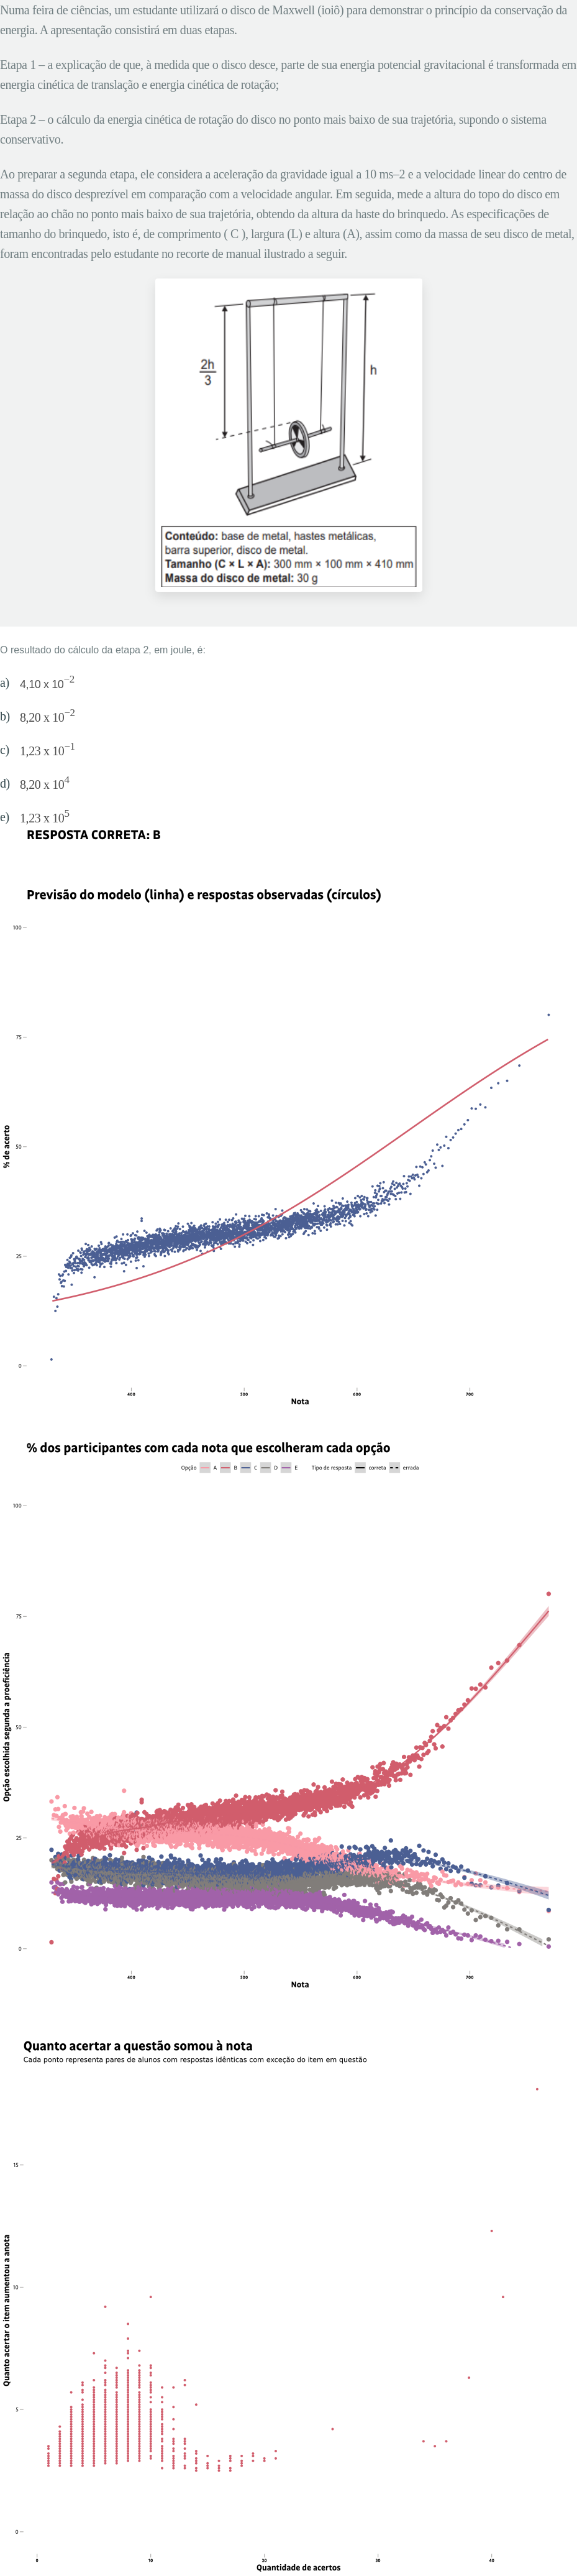 Numa feira de ciências, um estudante utilizará o disco de Maxwell (ioiô) para demonstrar o princípio da conservação da
energia. A apresentação consistirá em duas etapas.
Etapa 1 – a explicação de que, à medida que o disco desce, parte de sua energia potencial gravitacional é transformada em
energia cinética de translação e energia cinética de rotação;
Etapa 2 – o cálculo da energia cinética de rotação do disco no ponto mais baixo de sua trajetória, supondo o sistema
conservativo.
Ao preparar a segunda etapa, ele considera a aceleração da gravidade igual a 10 ms–2 e a velocidade linear do centro de
massa do disco desprezível em comparação com a velocidade angular. Em seguida, mede a altura do topo do disco em
relação ao chão no ponto mais baixo de sua trajetória, obtendo da altura da haste do brinquedo. As especificações de
tamanho do brinquedo, isto é, de comprimento ( C ), largura (L) e altura (A), assim como da massa de seu disco de metal,
foram encontradas pelo estudante no recorte de manual ilustrado a seguir.
2h
3
h
Conteúdo: base de metal, hastes metálicas,
barra superior, disco de metal.
Tamanho (C × L × A): 300 mm × 100 mm × 410 mm
Massa do disco de metal: 30 g
O resultado do cálculo da etapa 2, em joule, é:
a) 4,10 x 10−2
b) 8,20 x 10−2
c) 1,23 x 10−1
d) 8,20 x 104
e) 1,23 x 105
RESPOSTA CORRETA: B
Previsão do modelo (linha) e respostas observadas (círculos)
100
75
50
25
0
% de acerto
400 500 600 700
Nota
% dos participantes com cada nota que escolheram cada opção
Opção A B C D E Tipo de resposta correta errada
100
75
50
25
0
Opção escolhida segundo a proeficiência
400 500 600 700
Nota
Quanto acertar a questão somou à nota
Cada ponto representa pares de alunos com respostas idênticas com exceção do item em questão
15
10
5
0
Quanto acertar o item aumentou a anota
0 10 20 30 40
Quantidade de acertos